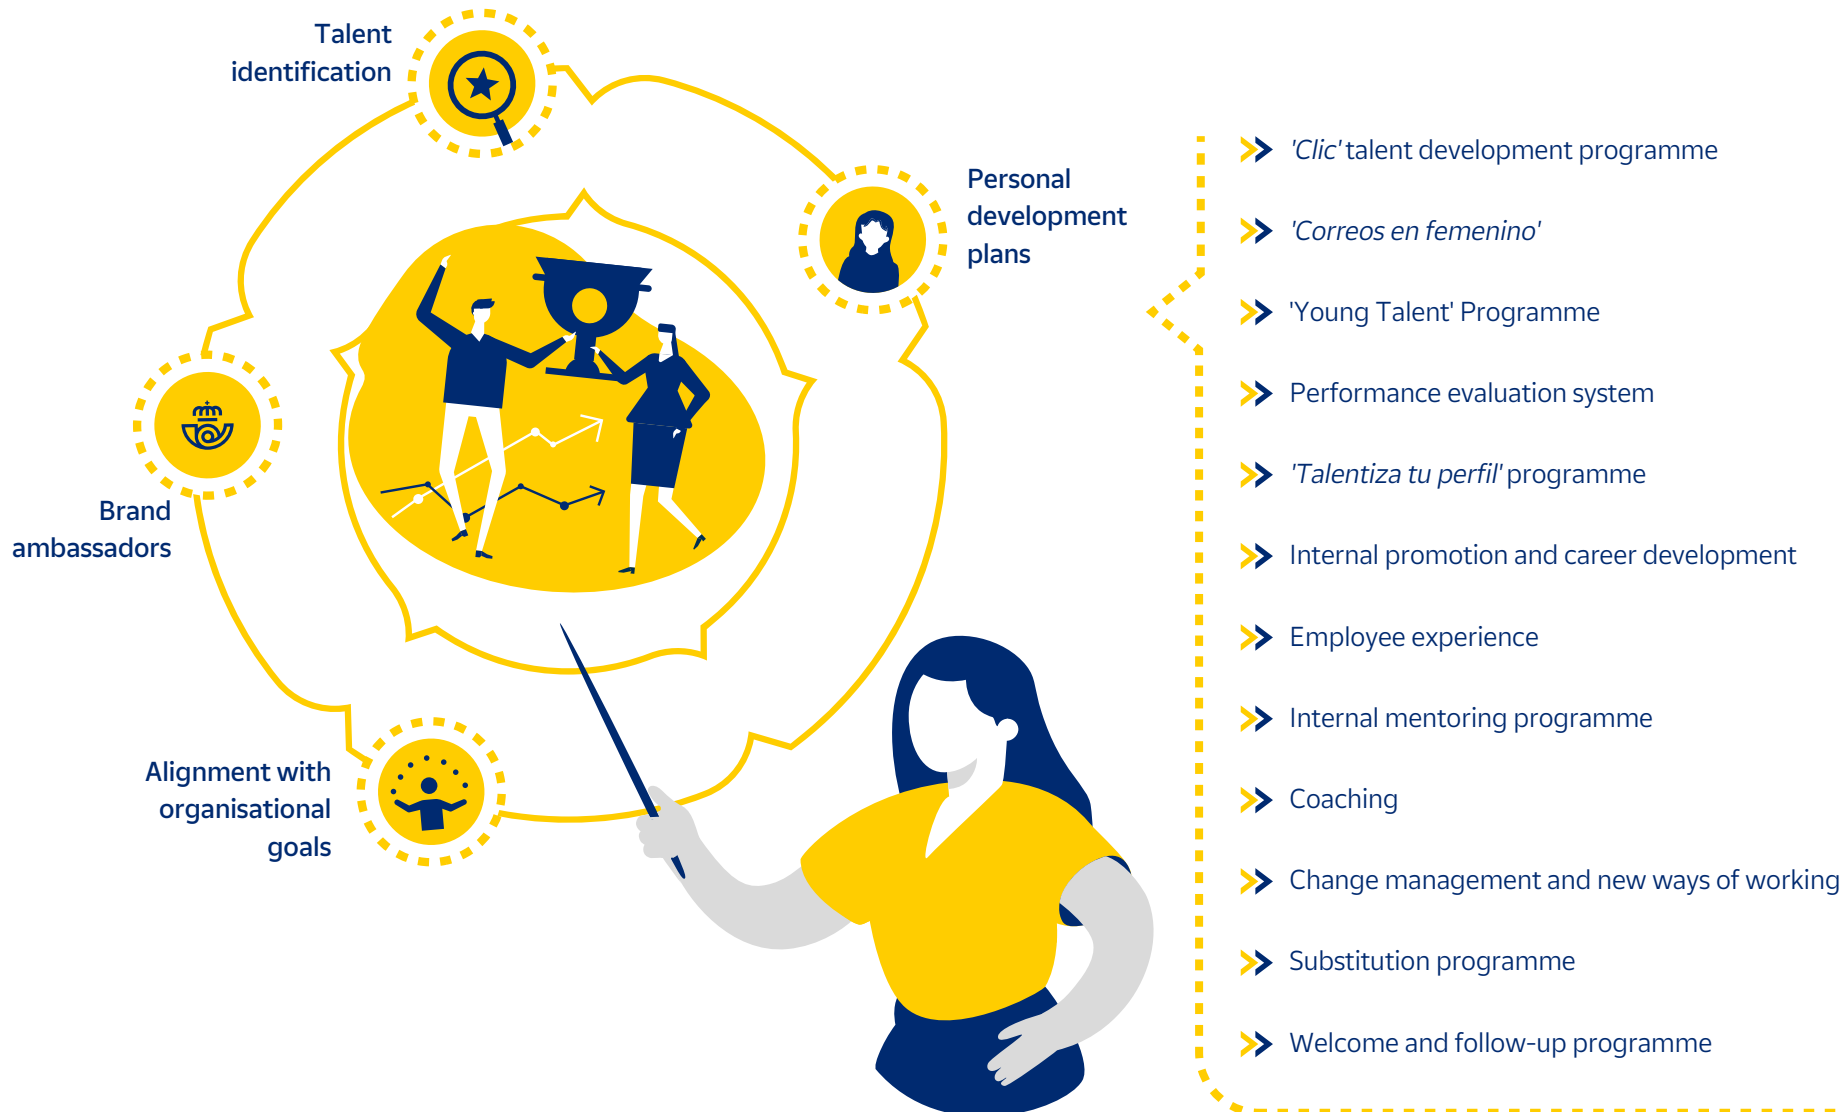 Talent
identification
Personal
development
plans
Brand
ambassadors
Alignment with
organisational
goals
'Clic' talent development programme
'Correos en femenino'
'Young Talent' Programme
Performance evaluation system
'Talentiza tu perfil' programme
Internal promotion and career development
Employee experience
Internal mentoring programme
Coaching
Change management and new ways of working
Substitution programme
Welcome and follow-up programme